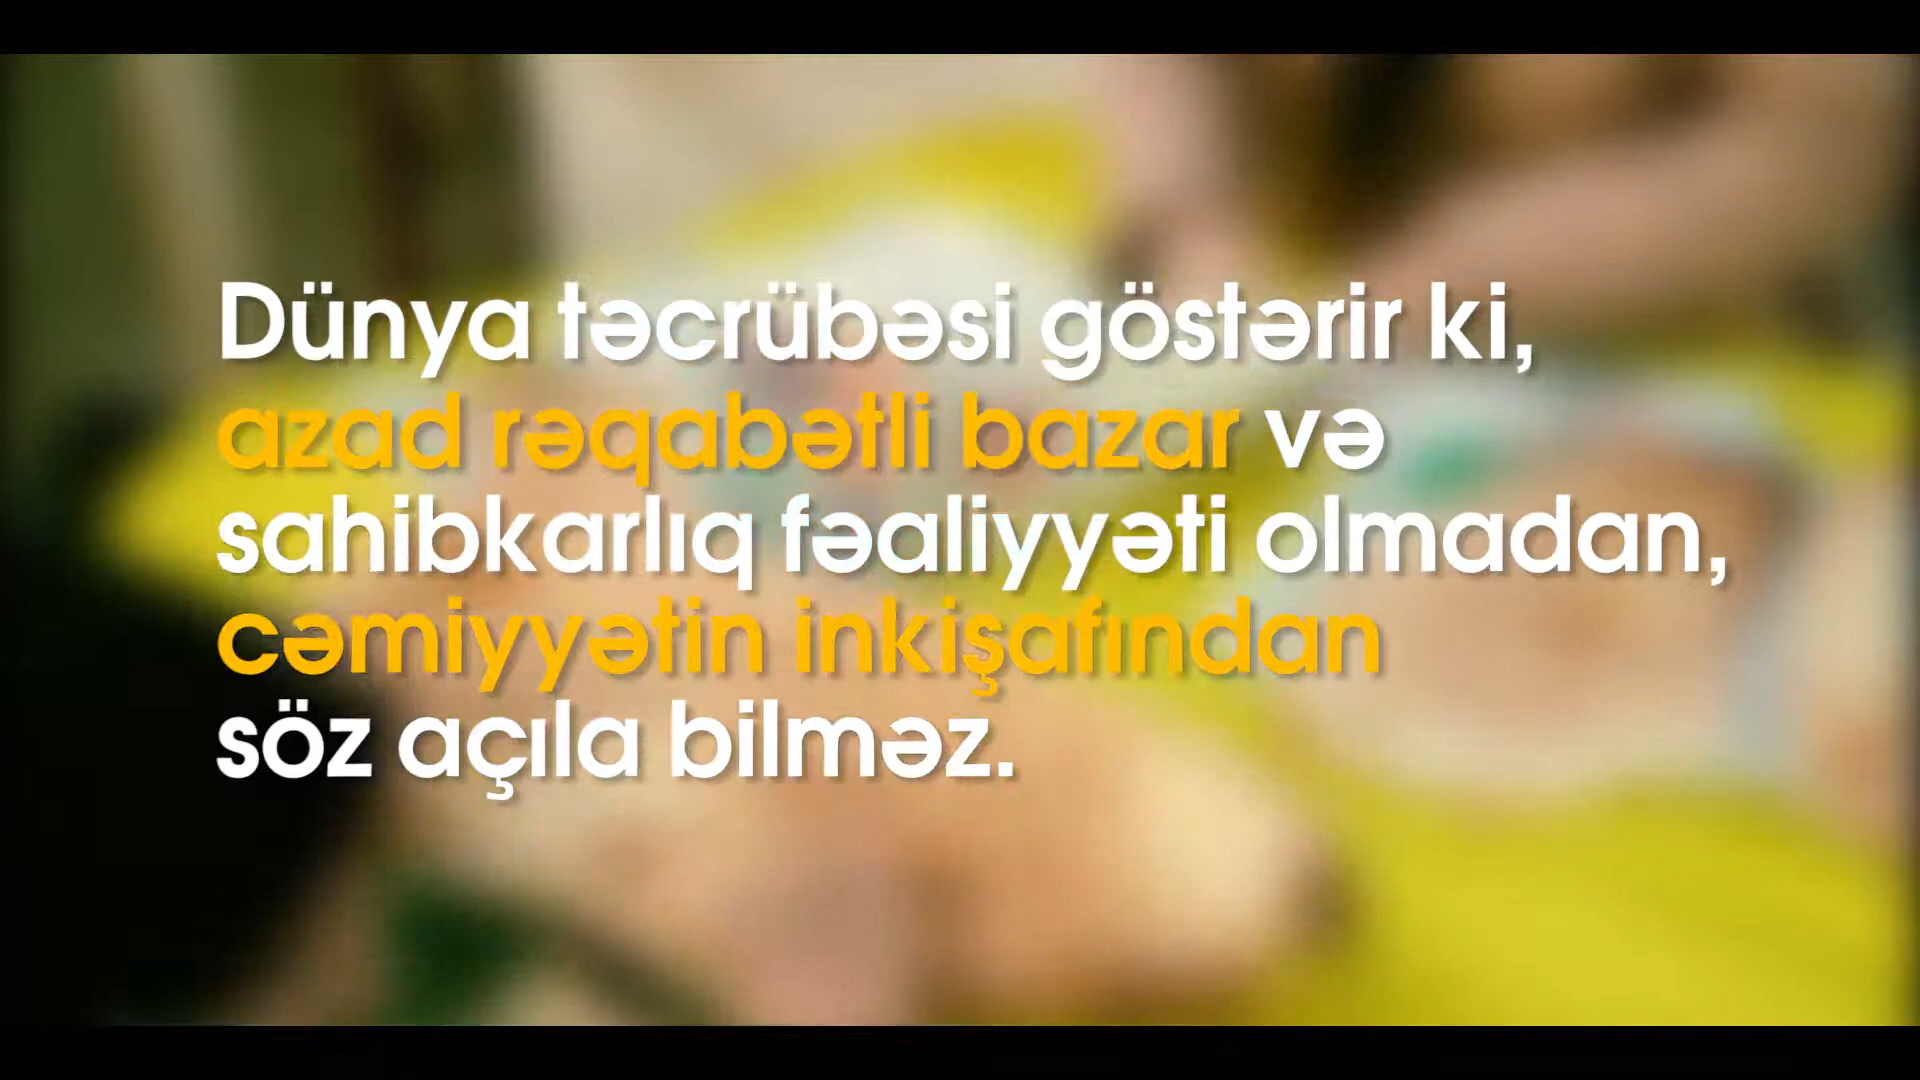 Dünya təcrübəsi göstərir ki,
azad rəqabətli bazar və
sahibkarlıq fəaliyyəti olmadan,
cəmiyyətin inkişafından
söz açıla bilməz.